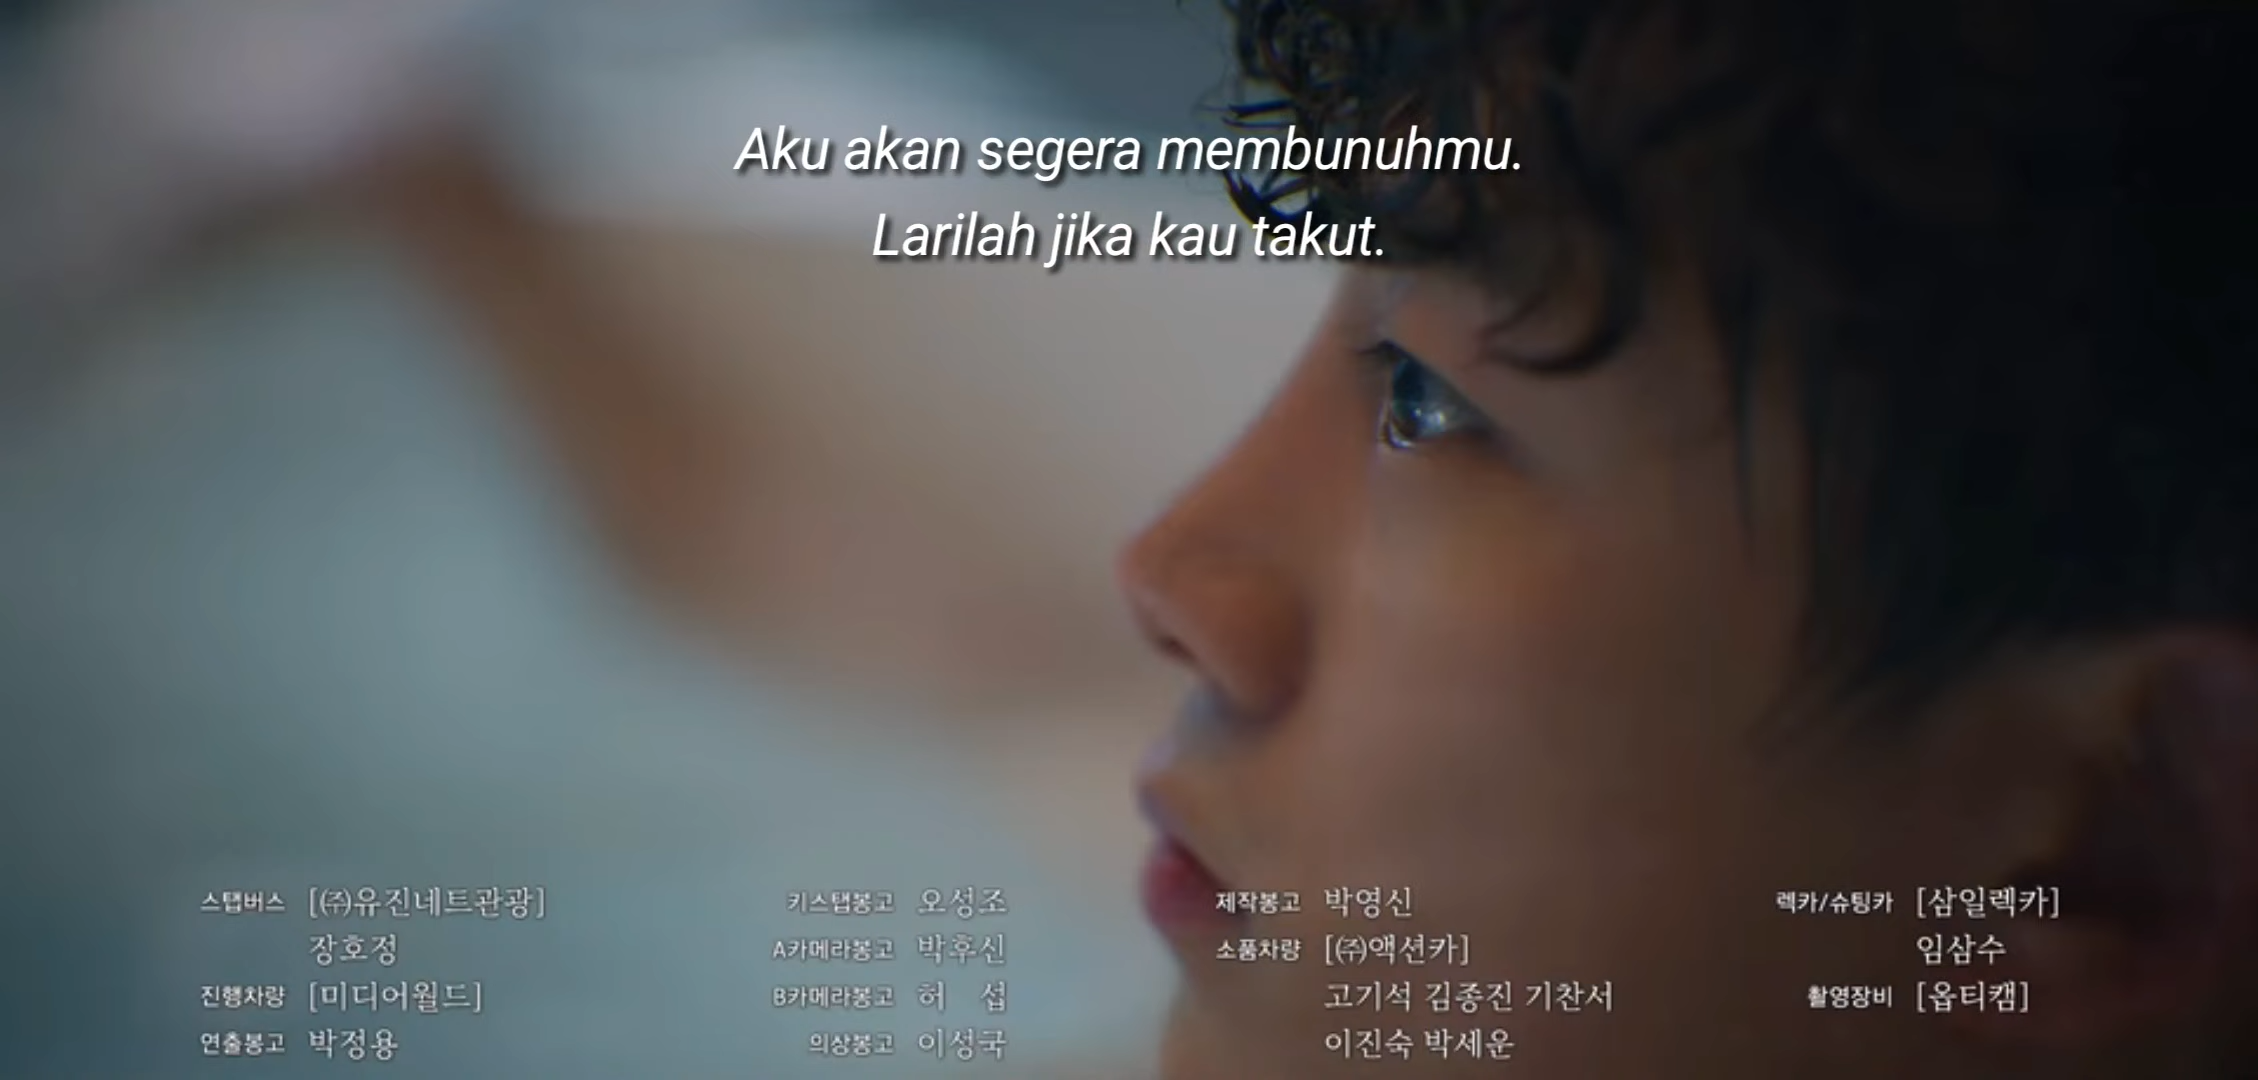 Aku akan segera membunuhmu.
Larilah jika kau takut.
스탭버스 [㈜유진네트관광] 키스탭봉고 오성조 제작봉고 박영신 렉카/슈팅카 [삼일렉카]
장호정 A카메라봉고 박후신 소품차량 [㈜액션카] 임삼수
진행차량 [미디어월드] B카메라봉고 허 섭 고기석 김종진 기찬서 촬영장비 [옵티캠]
연출봉고 박정용 의상봉고 이성국 이진숙 박세운